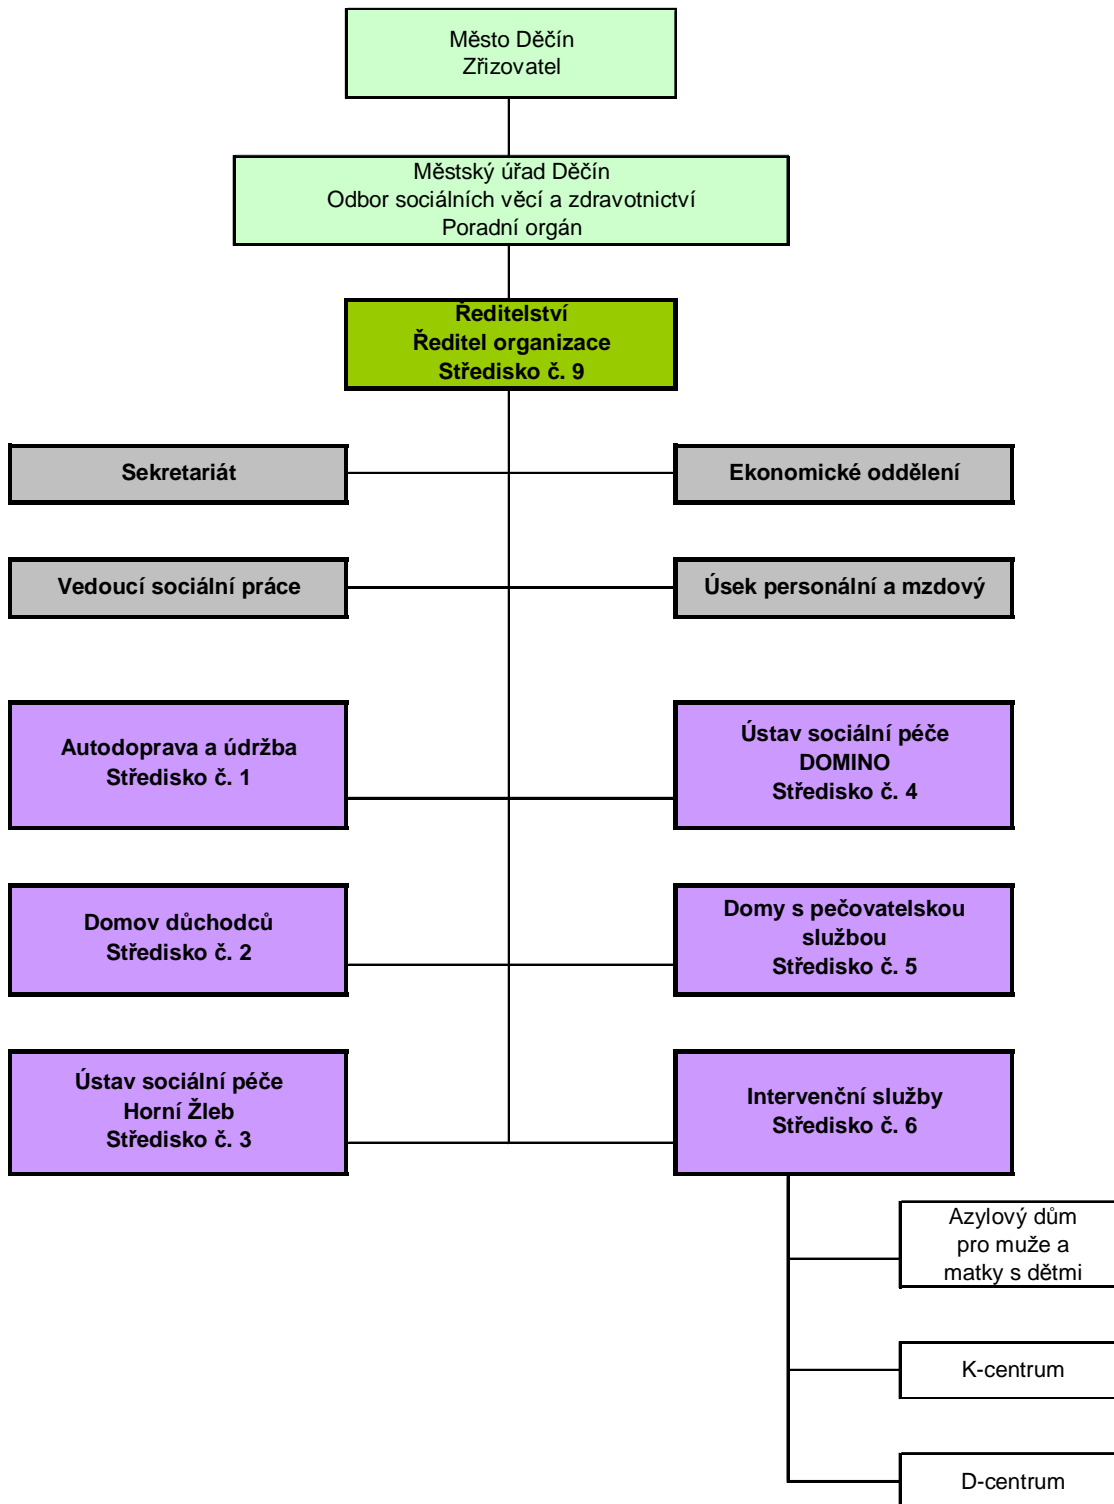 Město Děčín
Zřizovatel
Městský úřad Děčín
Odbor sociálních věcí a zdravotnictví
Poradní orgán
Ředitelství
Ředitel organizace
Středisko č. 9
Sekretariát
Ekonomické oddělení
Vedoucí sociální práce
Úsek personální a mzdový
Autodoprava a údržba
Středisko č. 1
Ústav sociální péče
DOMINO
Středisko č. 4
Domov důchodců
Středisko č. 2
Domy s pečovatelskou
službou
Středisko č. 5
Ústav sociální péče
Horní Žleb
Středisko č. 3
Intervenční služby
Středisko č. 6
Azylový dům
pro muže a
matky s dětmi
K-centrum
D-centrum